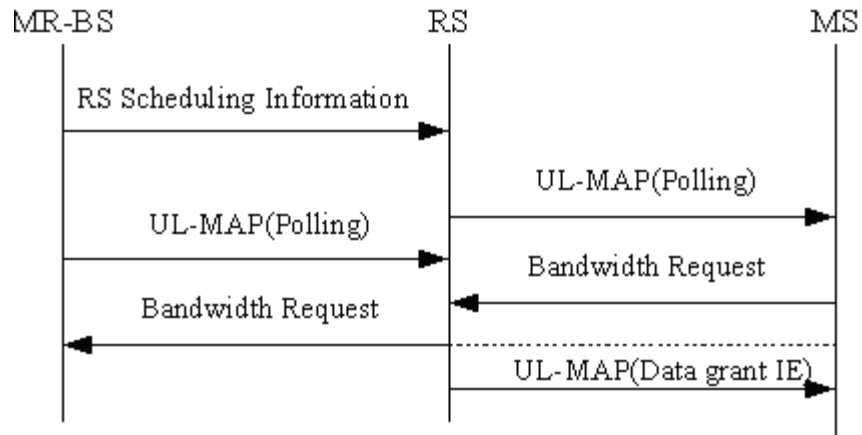 MR-BS RS MS
RS Scheduling Information
UL-MAP(Polling)
UL-MAP(Polling)
Bandwidth Request
Bandwidth Request
UL-MAP(Data grant IE)